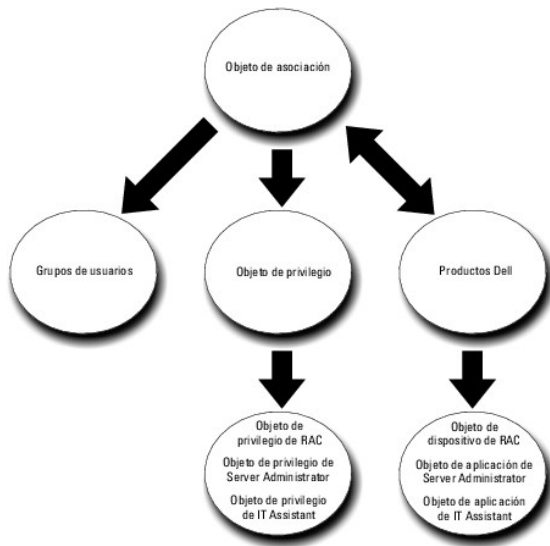 Objeto de asociación
Grupos de usuarios
Objeto de privilegio
Productos Dell
Objeto de
privilegio de RAC
Objeto de privilegio de
Server Administrator
Objeto de privilegio
de IT Assistant
Objeto de
dispositivo de RAC
Objeto de aplicación de
Server Administrator
Objeto de aplicación
de IT Assistant